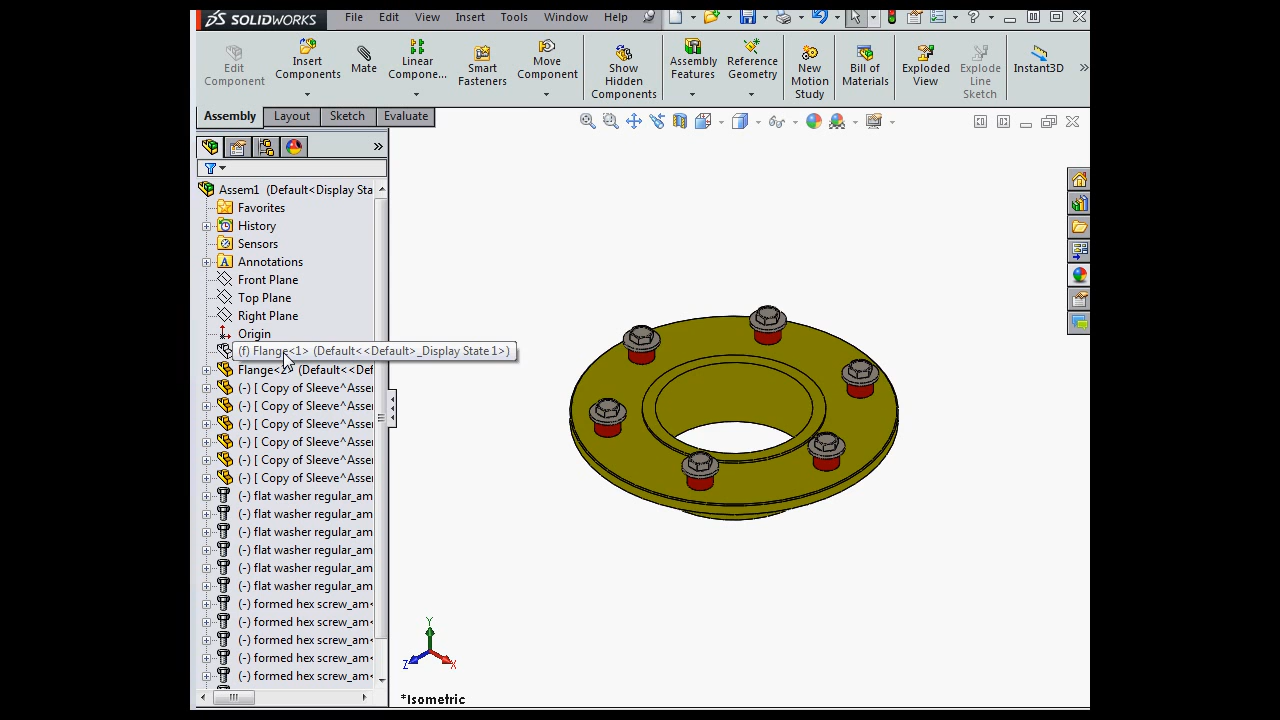 SOLIDWORKS File Edit View Insert Tools Window Help
Edit Component
Insert Components
Mate
Linear Compone...
Smart Fasteners
Move Component
Show Hidden Components
Assembly Features
Reference Geometry
New Motion Study
Bill of Materials
Exploded View
Explode Line Sketch
Instant3D
Assembly Layout Sketch Evaluate
Assem1 (Default<Display Sta
Favorites
History
Sensors
Annotations
Front Plane
Top Plane
Right Plane
Origin
(f) Flange<1> (Default<<Default>_Display State 1>)
Flange<2> (Default<<Def
(-) [ Copy of Sleeve^Asser
(-) [ Copy of Sleeve^Asser
(-) [ Copy of Sleeve^Asser
(-) [ Copy of Sleeve^Asser
(-) [ Copy of Sleeve^Asser
(-) [ Copy of Sleeve^Asser
(-) flat washer regular_am
(-) flat washer regular_am
(-) flat washer regular_am
(-) flat washer regular_am
(-) flat washer regular_am
(-) flat washer regular_am
(-) formed hex screw_am<
(-) formed hex screw_am<
(-) formed hex screw_am<
(-) formed hex screw_am<
(-) formed hex screw_am<
Y
Z
X
*Isometric